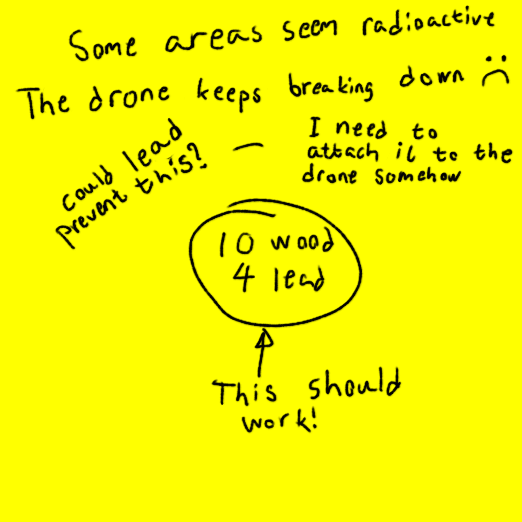 Some areas seem radioactive
The drone keeps breaking down :(
could lead
prevent this?
— I need to
attach it to the
drone somehow
10 wood
4 lead
This should
work!